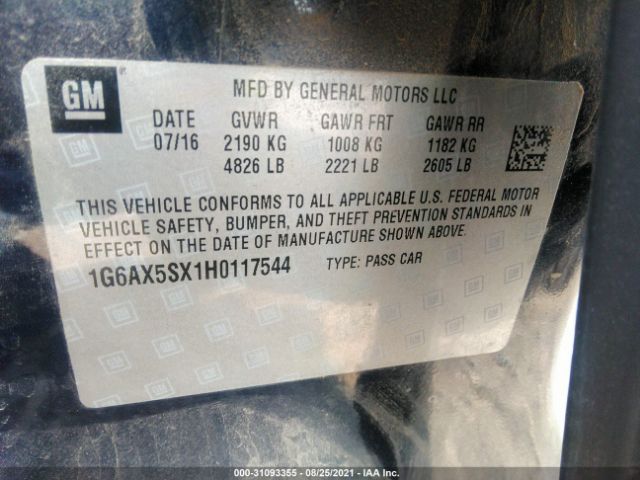 GM
MFD BY GENERAL MOTORS LLC
DATE GVWR GAWR FRT GAWR RR
07/16 2190 KG 1008 KG 1182 KG
4826 LB 2221 LB 2605 LB
THIS VEHICLE CONFORMS TO ALL APPLICABLE U.S. FEDERAL MOTOR
VEHICLE SAFETY, BUMPER, AND THEFT PREVENTION STANDARDS IN
EFFECT ON THE DATE OF MANUFACTURE SHOWN ABOVE.
1G6AX5SX1H0117544 TYPE: PASS CAR
000-31093355 - 08/25/2021 - IAA Inc.